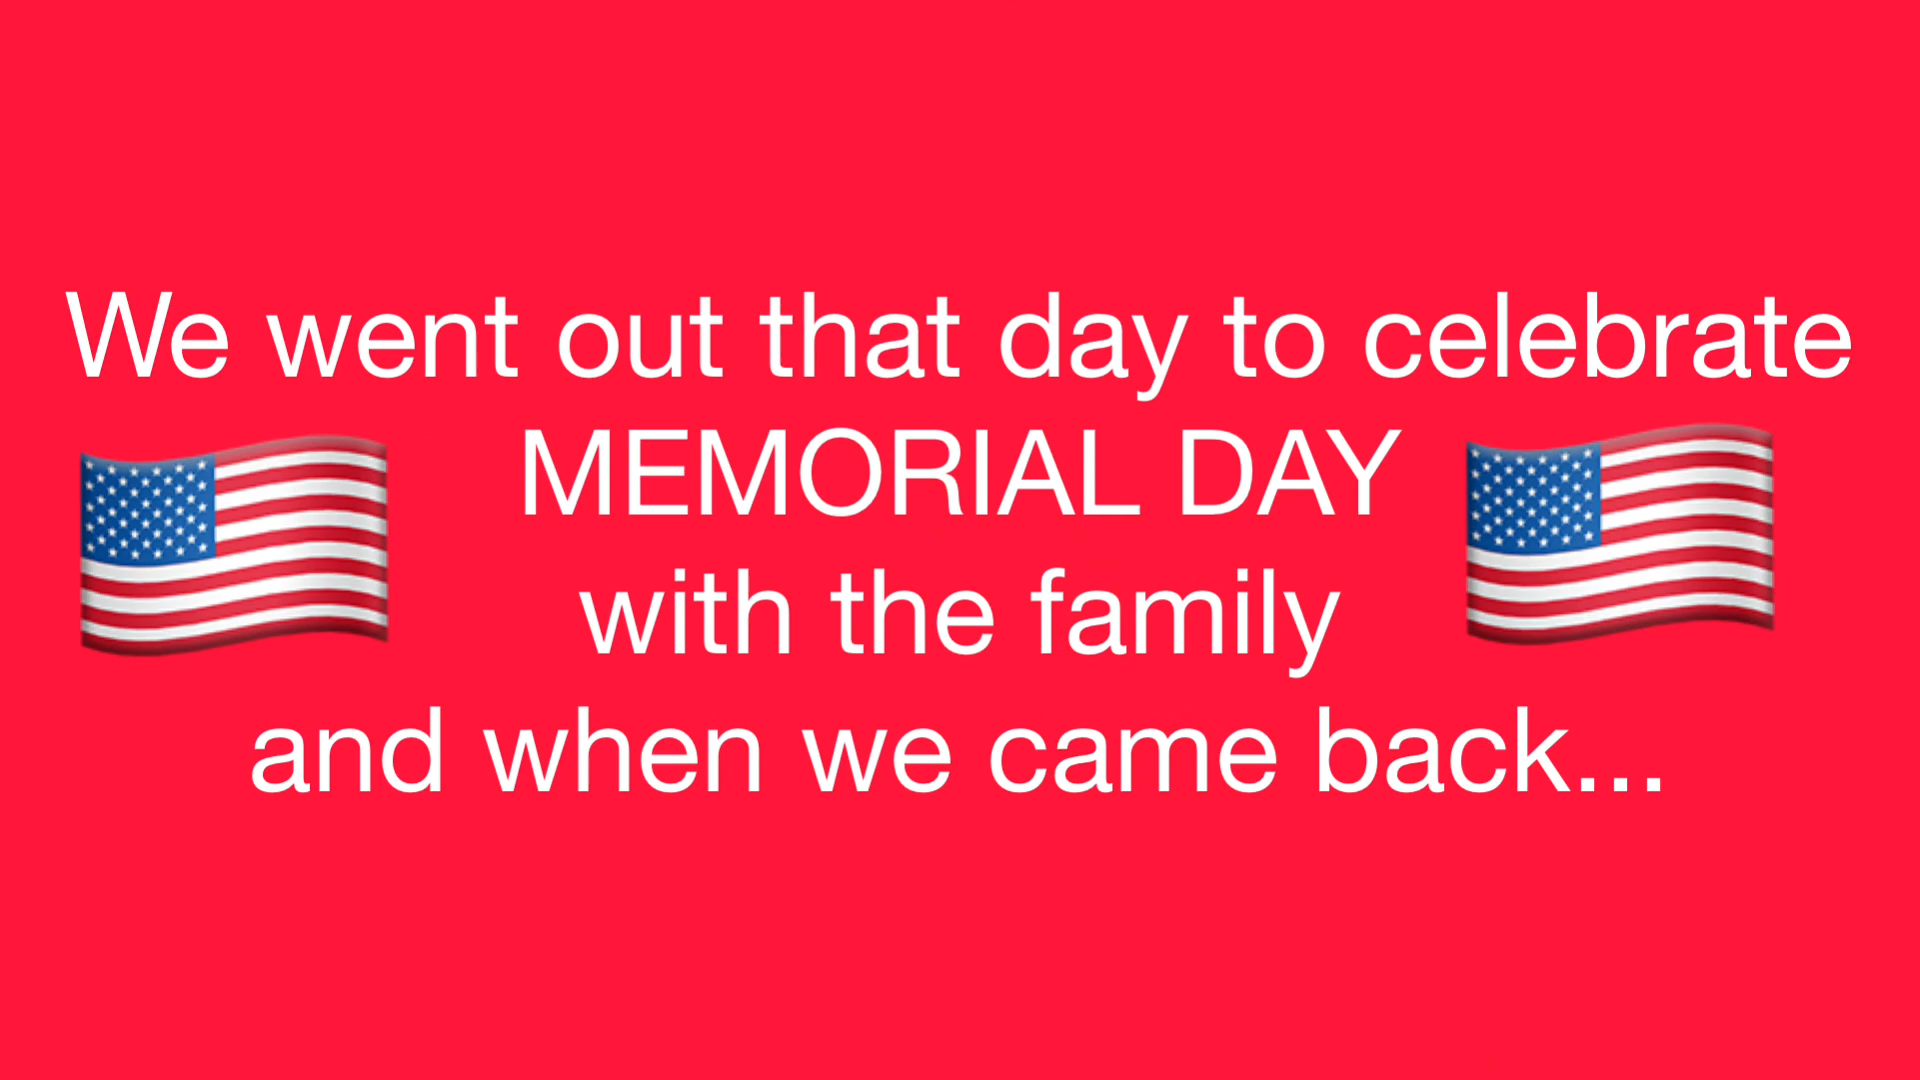 We went out that day to celebrate
MEMORIAL DAY
with the family
and when we came back...